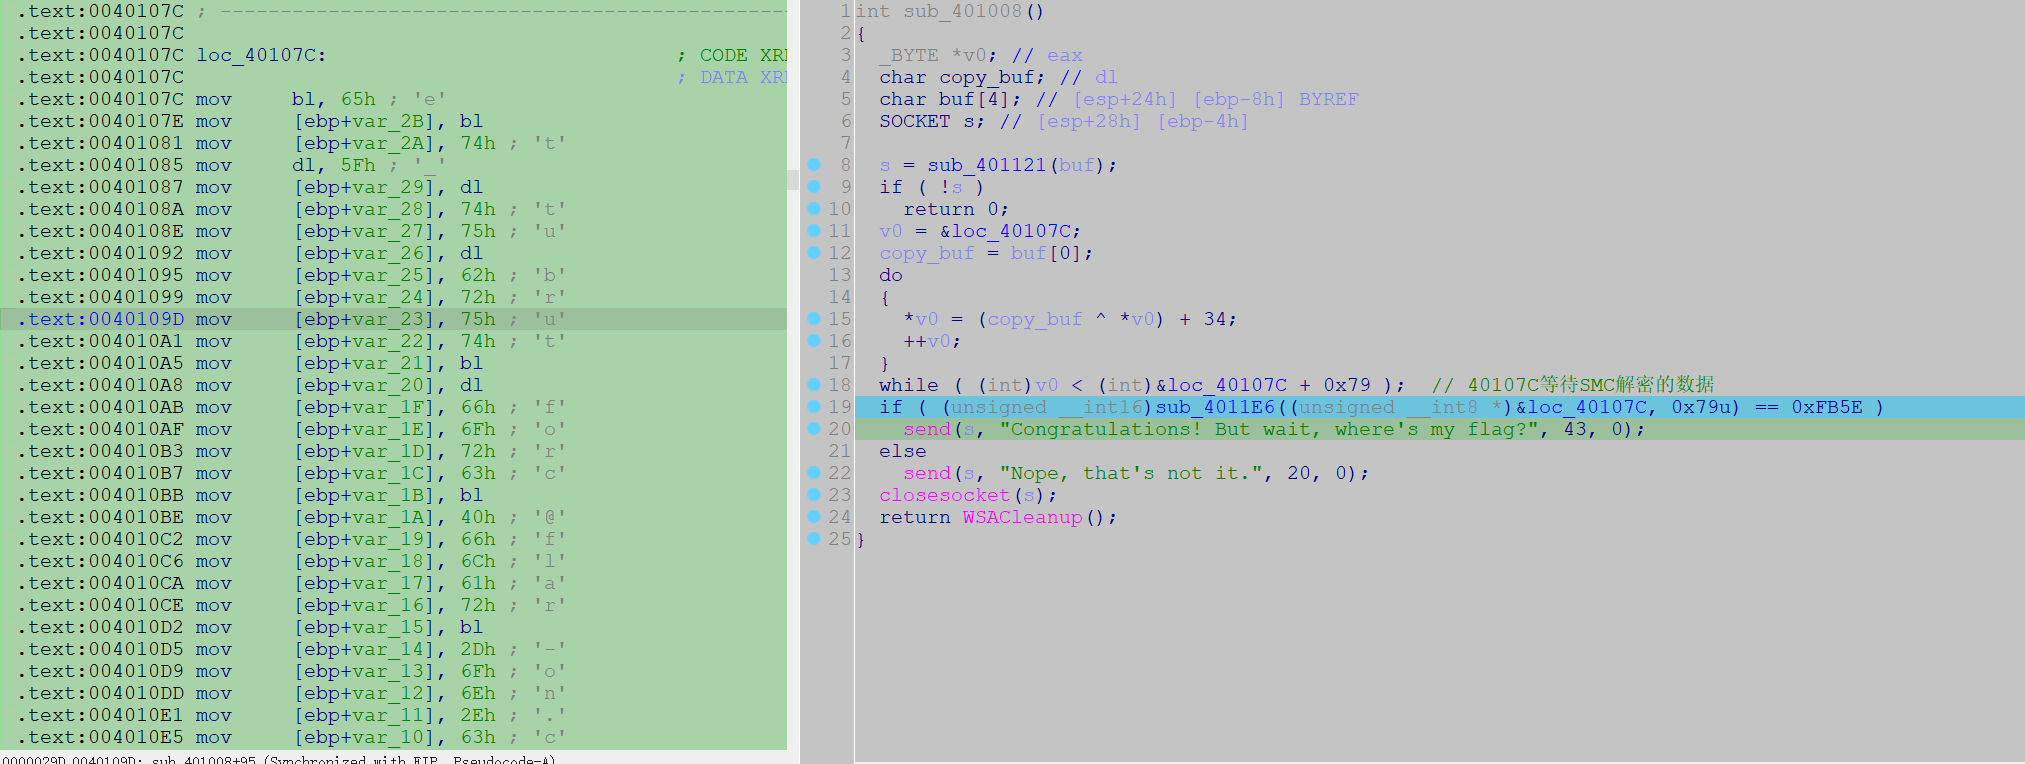 .text:0040107C ; ------------------------------------------------
.text:0040107C
.text:0040107C loc_40107C: ; CODE XRE
.text:0040107C ; DATA XRE
.text:0040107C mov bl, 65h ; 'e'
.text:0040107E mov [ebp+var_2B], bl
.text:00401081 mov [ebp+var_2A], 74h ; 't'
.text:00401085 mov dl, 5Fh ; '_'
.text:00401087 mov [ebp+var_29], dl
.text:0040108A mov [ebp+var_28], 74h ; 't'
.text:0040108E mov [ebp+var_27], 75h ; 'u'
.text:00401092 mov [ebp+var_26], dl
.text:00401095 mov [ebp+var_25], 62h ; 'b'
.text:00401099 mov [ebp+var_24], 72h ; 'r'
.text:0040109D mov [ebp+var_23], 75h ; 'u'
.text:004010A1 mov [ebp+var_22], 74h ; 't'
.text:004010A5 mov [ebp+var_21], bl
.text:004010A8 mov [ebp+var_20], dl
.text:004010AB mov [ebp+var_1F], 66h ; 'f'
.text:004010AF mov [ebp+var_1E], 6Fh ; 'o'
.text:004010B3 mov [ebp+var_1D], 72h ; 'r'
.text:004010B7 mov [ebp+var_1C], 63h ; 'c'
.text:004010BB mov [ebp+var_1B], bl
.text:004010BE mov [ebp+var_1A], 40h ; '@'
.text:004010C2 mov [ebp+var_19], 66h ; 'f'
.text:004010C6 mov [ebp+var_18], 6Ch ; 'l'
.text:004010CA mov [ebp+var_17], 61h ; 'a'
.text:004010CE mov [ebp+var_16], 72h ; 'r'
.text:004010D2 mov [ebp+var_15], bl
.text:004010D5 mov [ebp+var_14], 2Dh ; '-'
.text:004010D9 mov [ebp+var_13], 6Fh ; 'o'
.text:004010DD mov [ebp+var_12], 6Eh ; 'n'
.text:004010E1 mov [ebp+var_11], 2Eh ; '.'
.text:004010E5 mov [ebp+var_10], 63h ; 'c'
0000029D 0040109D: sub_401008+95 (Synchronized with EIP, Pseudocode-A)
1 int sub_401008()
2 {
3 _BYTE *v0; // eax
4 char copy_buf; // dl
5 char buf[4]; // [esp+24h] [ebp-8h] BYREF
6 SOCKET s; // [esp+28h] [ebp-4h]
7
8 s = sub_401121(buf);
9 if ( !s )
10 return 0;
11 v0 = &loc_40107C;
12 copy_buf = buf[0];
13 do
14 {
15 *v0 = (copy_buf ^ *v0) + 34;
16 ++v0;
17 }
18 while ( (int)v0 < (int)&loc_40107C + 0x79 ); // 40107C等待SMC解密的数据
19 if ( (unsigned __int16)sub_4011E6((unsigned __int8 *)&loc_40107C, 0x79u) == 0xFB5E )
20 send(s, "Congratulations! But wait, where's my flag?", 43, 0);
21 else
22 send(s, "Nope, that's not it.", 20, 0);
23 closesocket(s);
24 return WSACleanup();
25 }